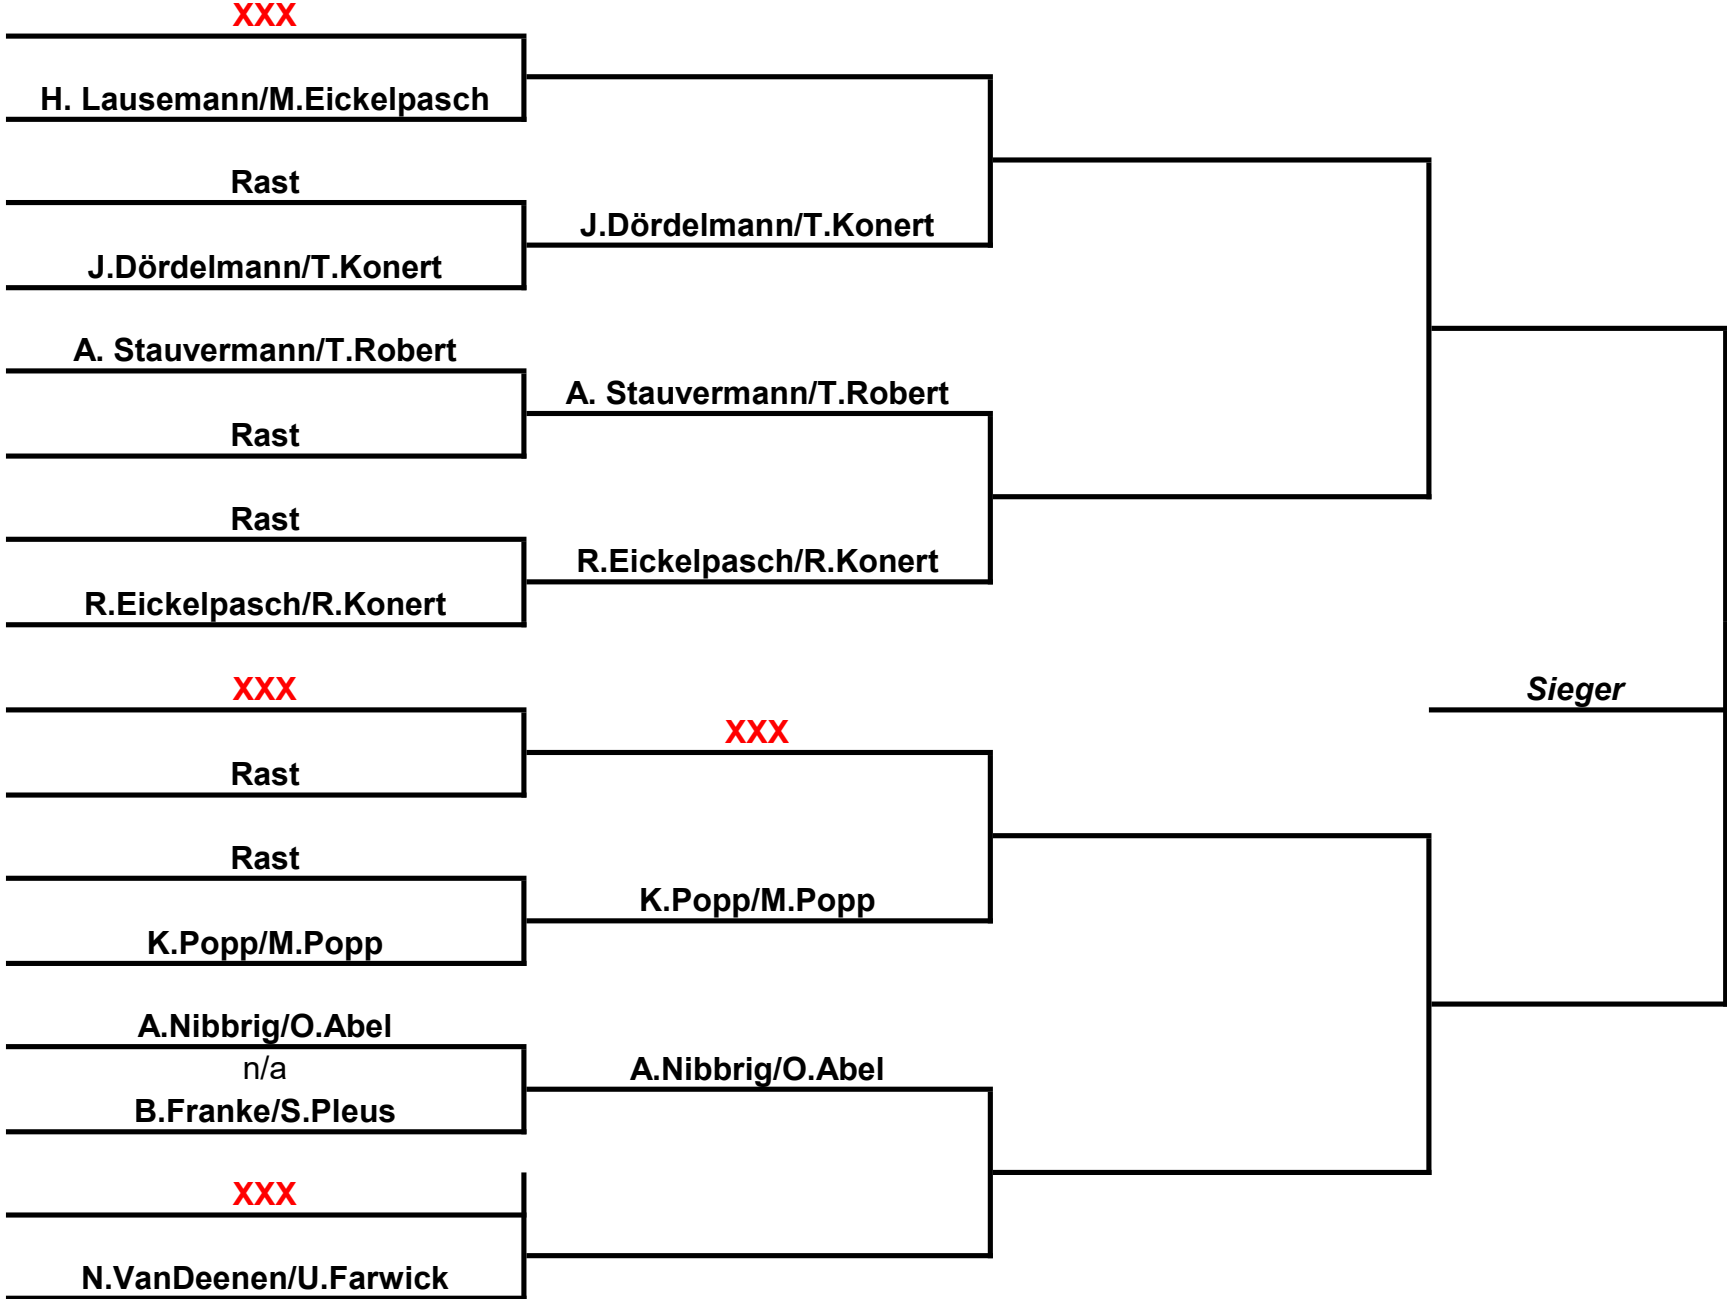 XXX
H. Lausemann/M.Eickelpasch
Rast
J.Dördelmann/T.Konert
J.Dördelmann/T.Konert
A. Stauvermann/T.Robert
A. Stauvermann/T.Robert
Rast
Rast
R.Eickelpasch/R.Konert
R.Eickelpasch/R.Konert
XXX
Sieger
XXX
Rast
Rast
K.Popp/M.Popp
K.Popp/M.Popp
A.Nibbrig/O.Abel
n/a
A.Nibbrig/O.Abel
B.Franke/S.Pleus
XXX
N.VanDeenen/U.Farwick